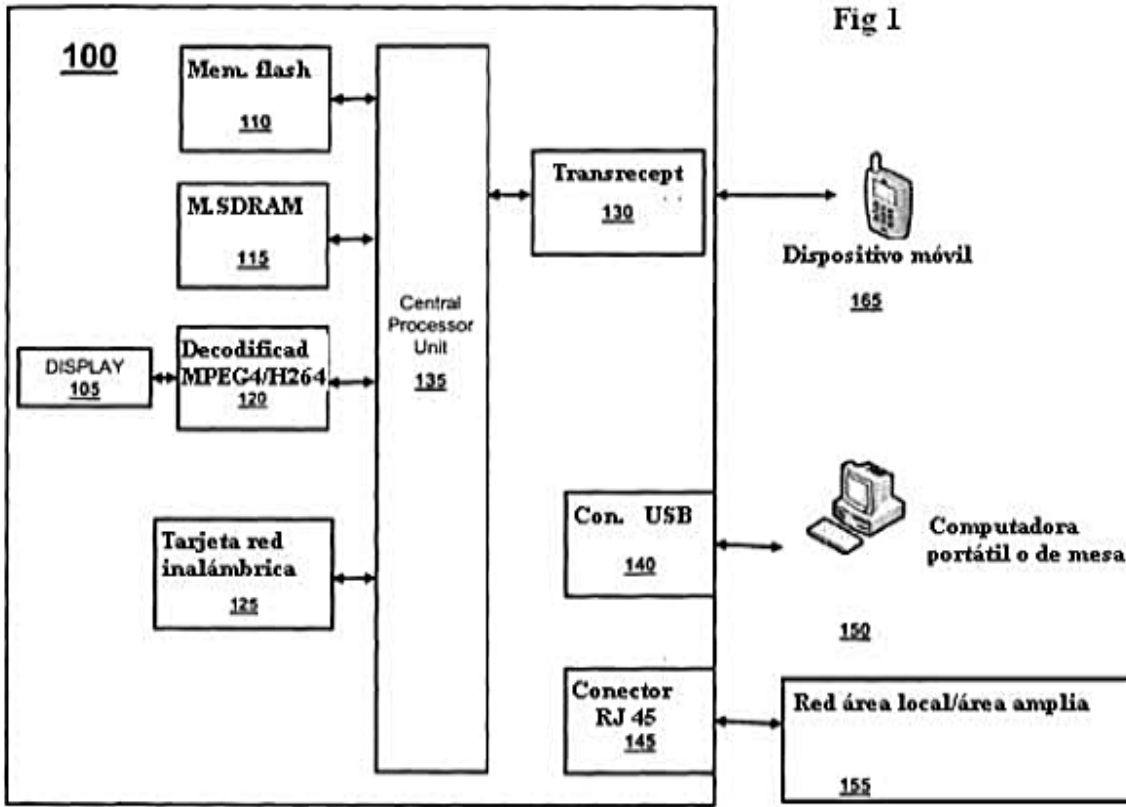 Fig 1
100
Mem. flash
110
M.SDRAM
115
DISPLAY
105
Decodificad
MPEG4/H264
120
Tarjeta red
inalámbrica
125
Central
Processor
Unit
135
Transrecept
130
Dispositivo móvil
165
Con. USB
140
Computadora
portátil o de mesa
150
Conector
RJ 45
145
Red área local/área amplia
155